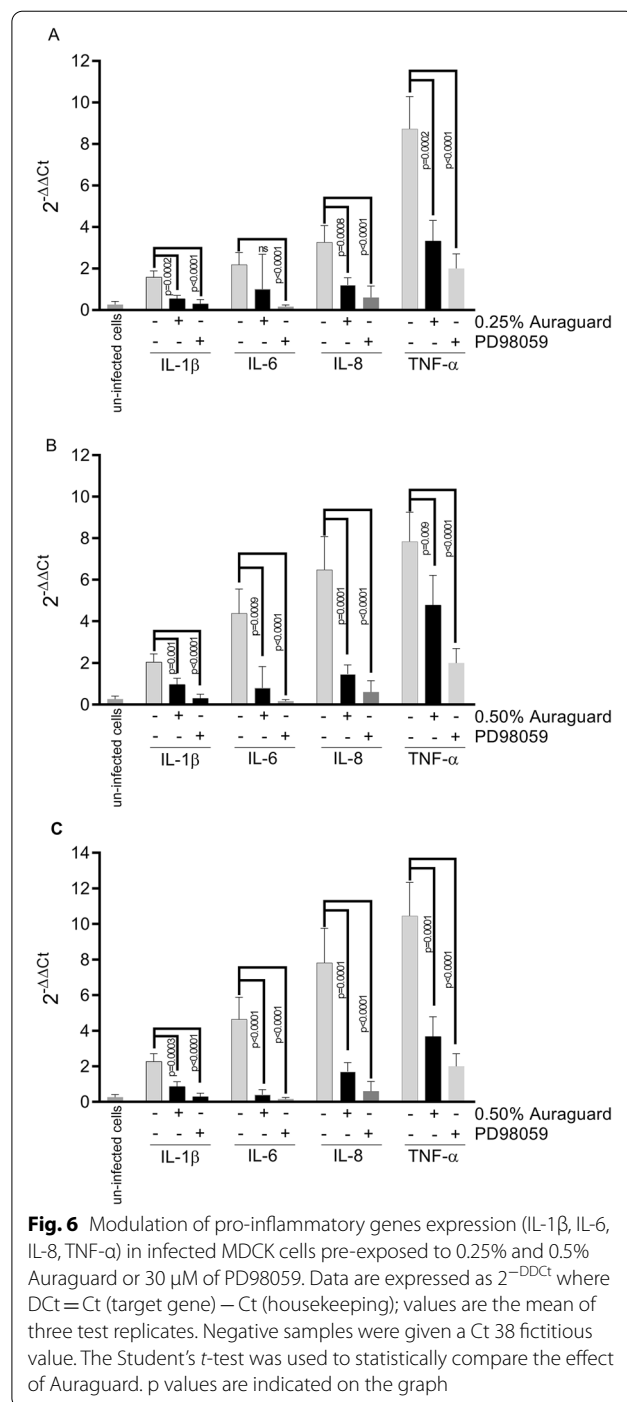 A
12
10
8
6
4
2
0
2-ΔΔCt
p=0.0002
p<0.0001
ns
p<0.0001
p=0.0008
p<0.0001
p=0.0002
p<0.0001
un-infected cells
- + - - + - - + - - + - 0.25% Auraguard
- - + - - + - - + - - + PD98059
IL-1β IL-6 IL-8 TNF-α
B
12
10
8
6
4
2
0
2-ΔΔCt
p=0.001
p<0.0001
p=0.0009
p<0.0001
p=0.0001
p<0.0001
p=0.009
p<0.0001
un-infected cells
- + - - + - - + - - + - 0.50% Auraguard
- - + - - + - - + - - + PD98059
IL-1β IL-6 IL-8 TNF-α
C
14
12
10
8
6
4
2
0
2-ΔΔCt
p=0.0003
p<0.0001
p<0.0001
p<0.0001
p=0.0001
p<0.0001
p=0.0001
p<0.0001
un-infected cells
- + - - + - - + - - + - 0.50% Auraguard
- - + - - + - - + - - + PD98059
IL-1β IL-6 IL-8 TNF-α
Fig. 6 Modulation of pro-inflammatory genes expression (IL-1β, IL-6,
IL-8, TNF-α) in infected MDCK cells pre-exposed to 0.25% and 0.5%
Auraguard or 30 µM of PD98059. Data are expressed as 2−DDCt where
DCt = Ct (target gene) − Ct (housekeeping); values are the mean of
three test replicates. Negative samples were given a Ct 38 fictitious
value. The Student’s t-test was used to statistically compare the effect
of Auraguard. p values are indicated on the graph